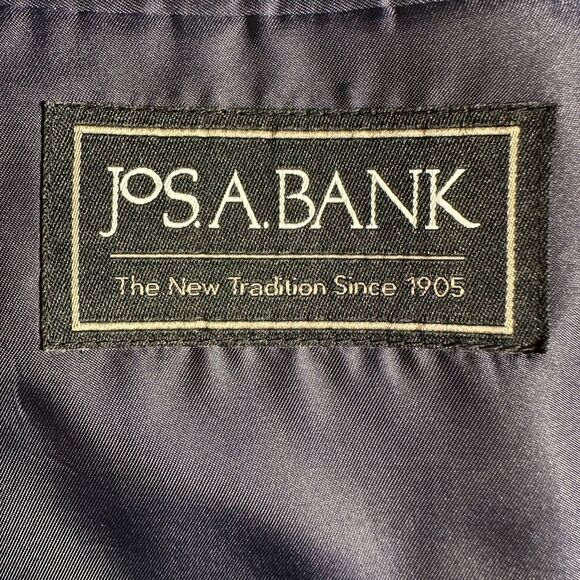 JOS.A.BANK
The New Tradition Since 1905